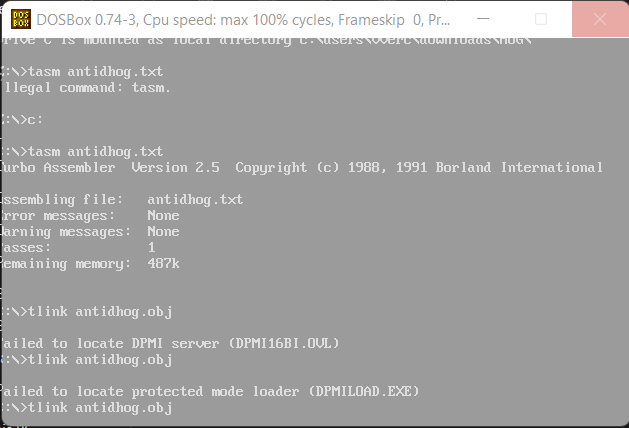 DOSBox 0.74-3, Cpu speed: max 100% cycles, Frameskip 0, Pr...
rive C is mounted as local directory c:\users\
:\>tasm antidhog.txt
llegal command: tasm.
:\>c:
:\>tasm antidhog.txt
urbo Assembler Version 2.5 Copyright (c) 1988, 1991 Borland International
ssembling file: antidhog.txt
rror messages: None
arning messages: None
asses: 1
emaining memory: 487k
:\>tlink antidhog.obj
ailed to locate DPMI server (DPMI16BI.OVL)
:\>tlink antidhog.obj
ailed to locate protected mode loader (DPMILOAD.EXE)
:\>tlink antidhog.obj